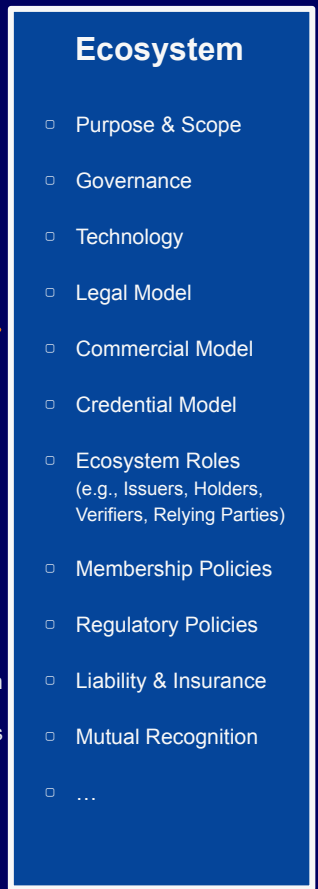 Ecosystem
Purpose & Scope
Governance
Technology
Legal Model
Commercial Model
Credential Model
Ecosystem Roles
(e.g., Issuers, Holders,
Verifiers, Relying Parties)
Membership Policies
Regulatory Policies
Liability & Insurance
Mutual Recognition
…